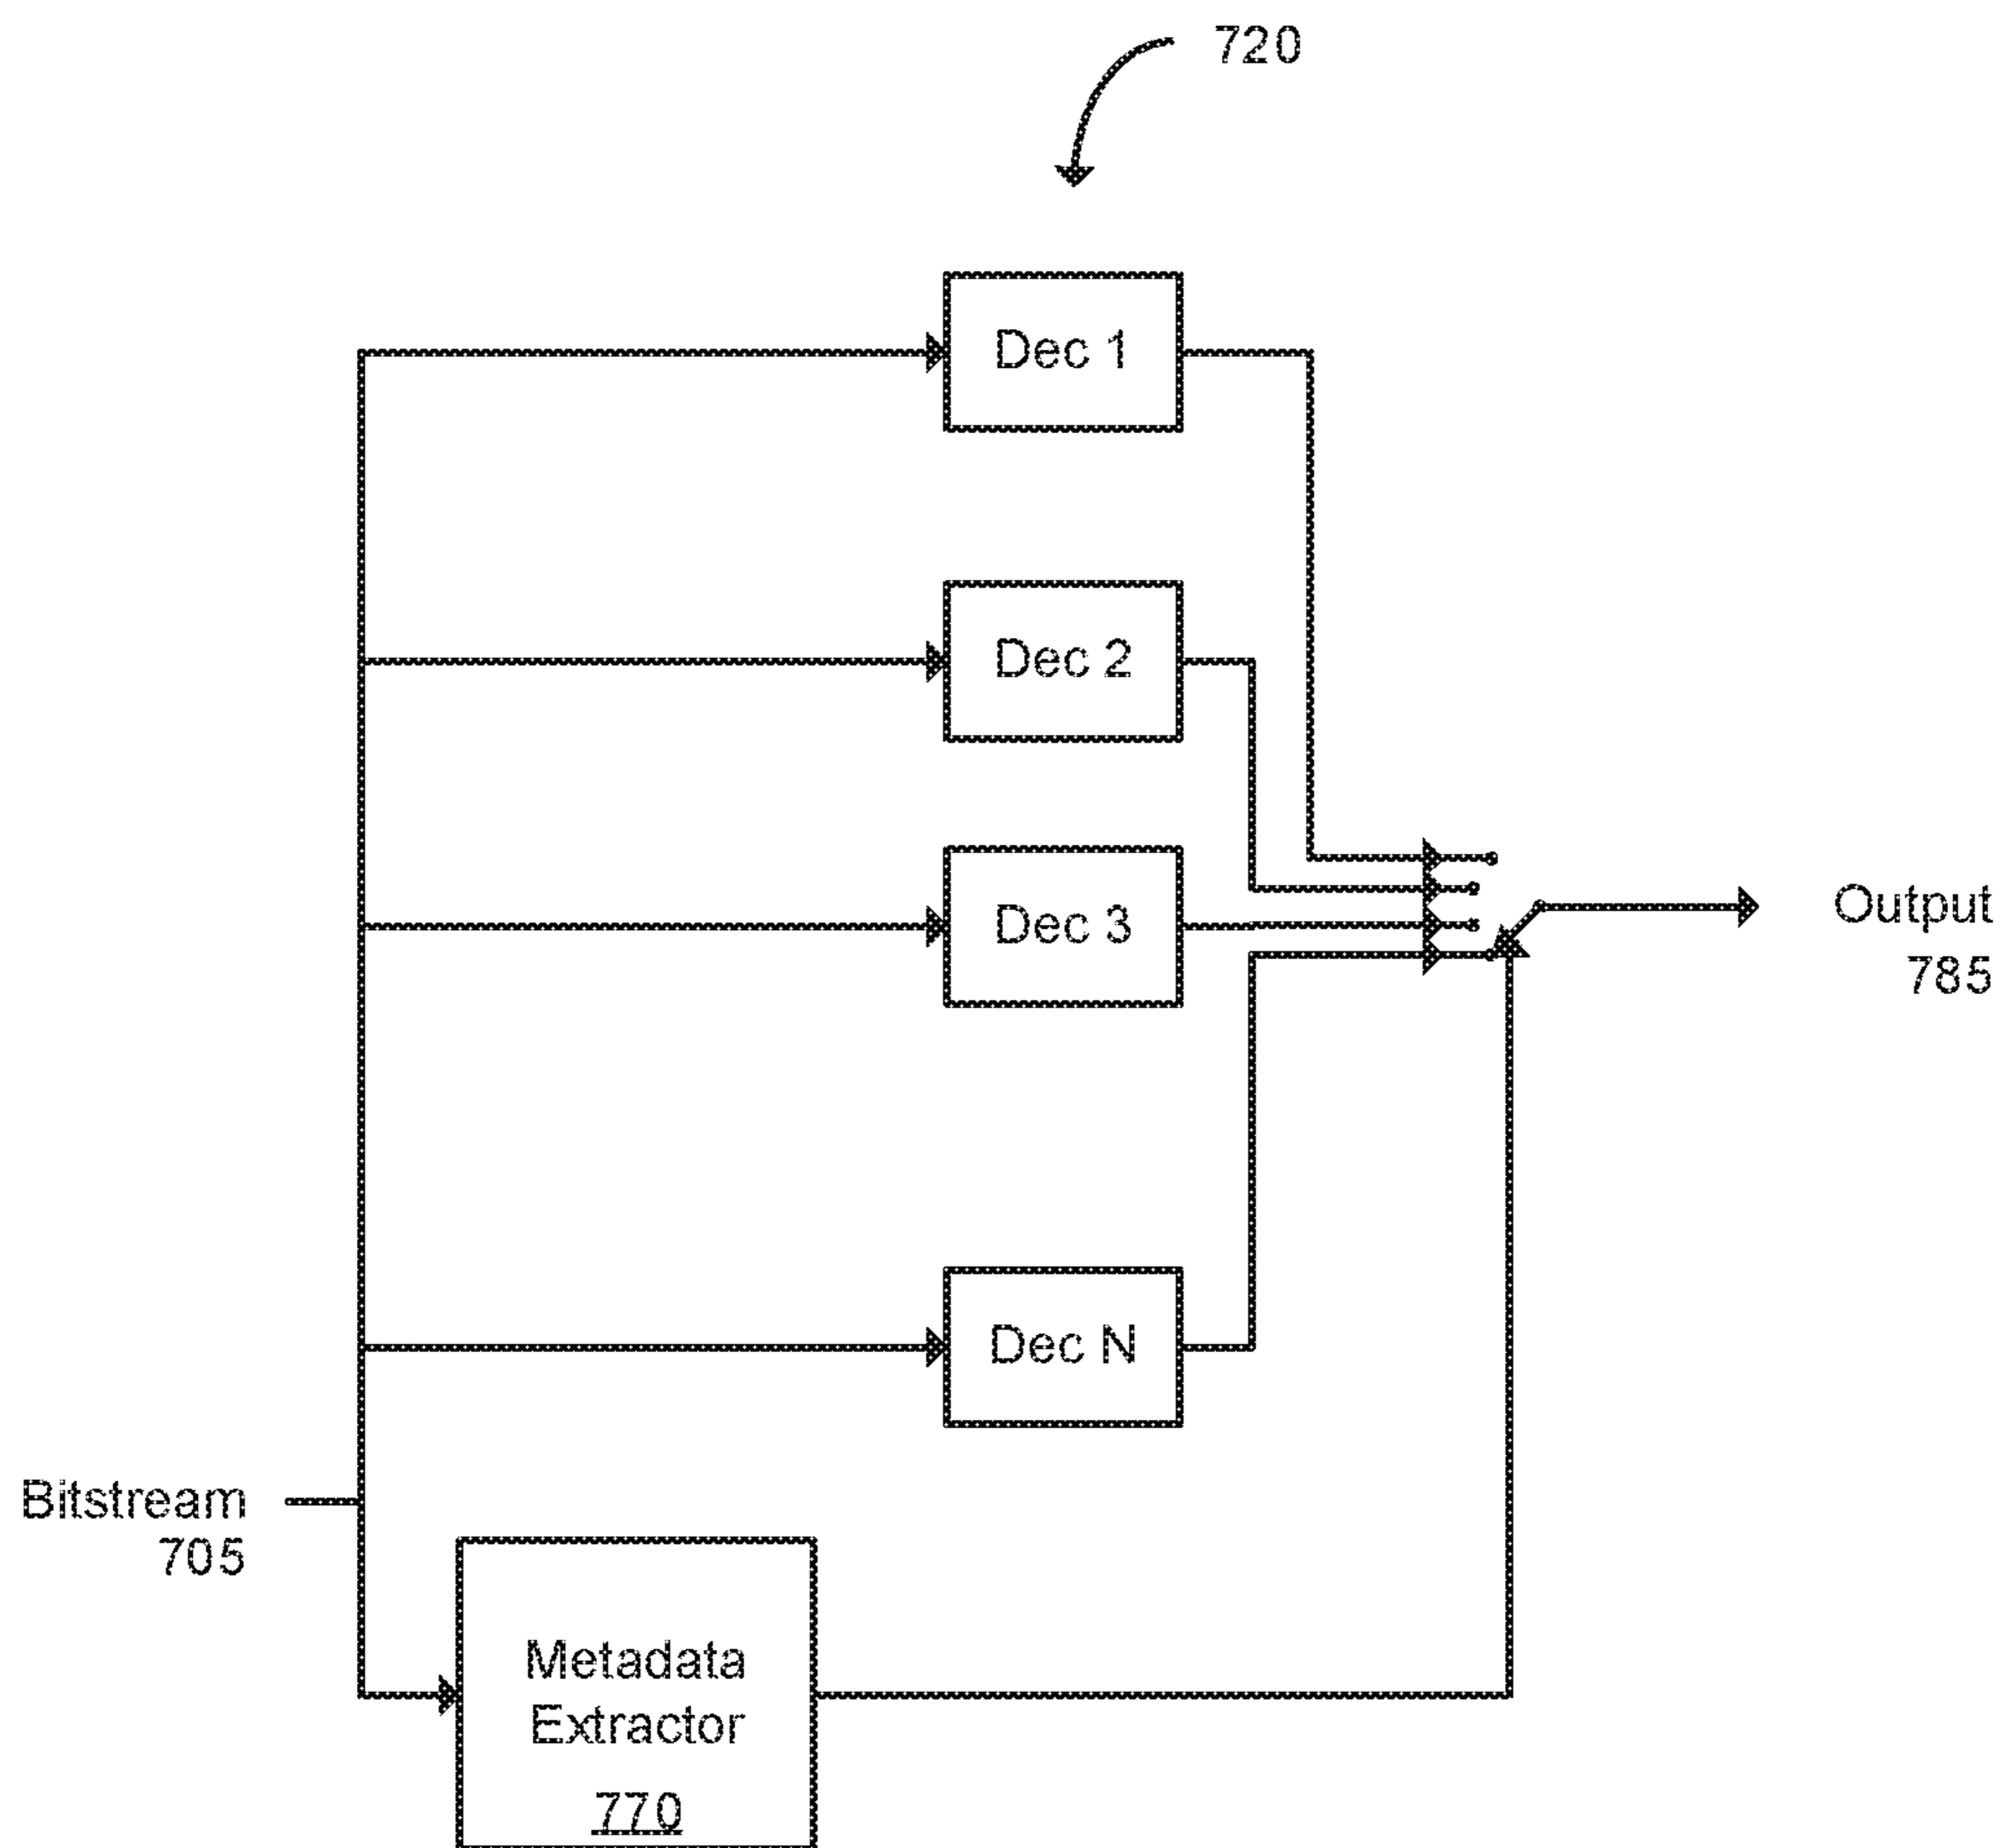 720
Dec 1
Dec 2
Dec 3
Output
785
Dec N
Bitstream
705
Metadata
Extractor
770